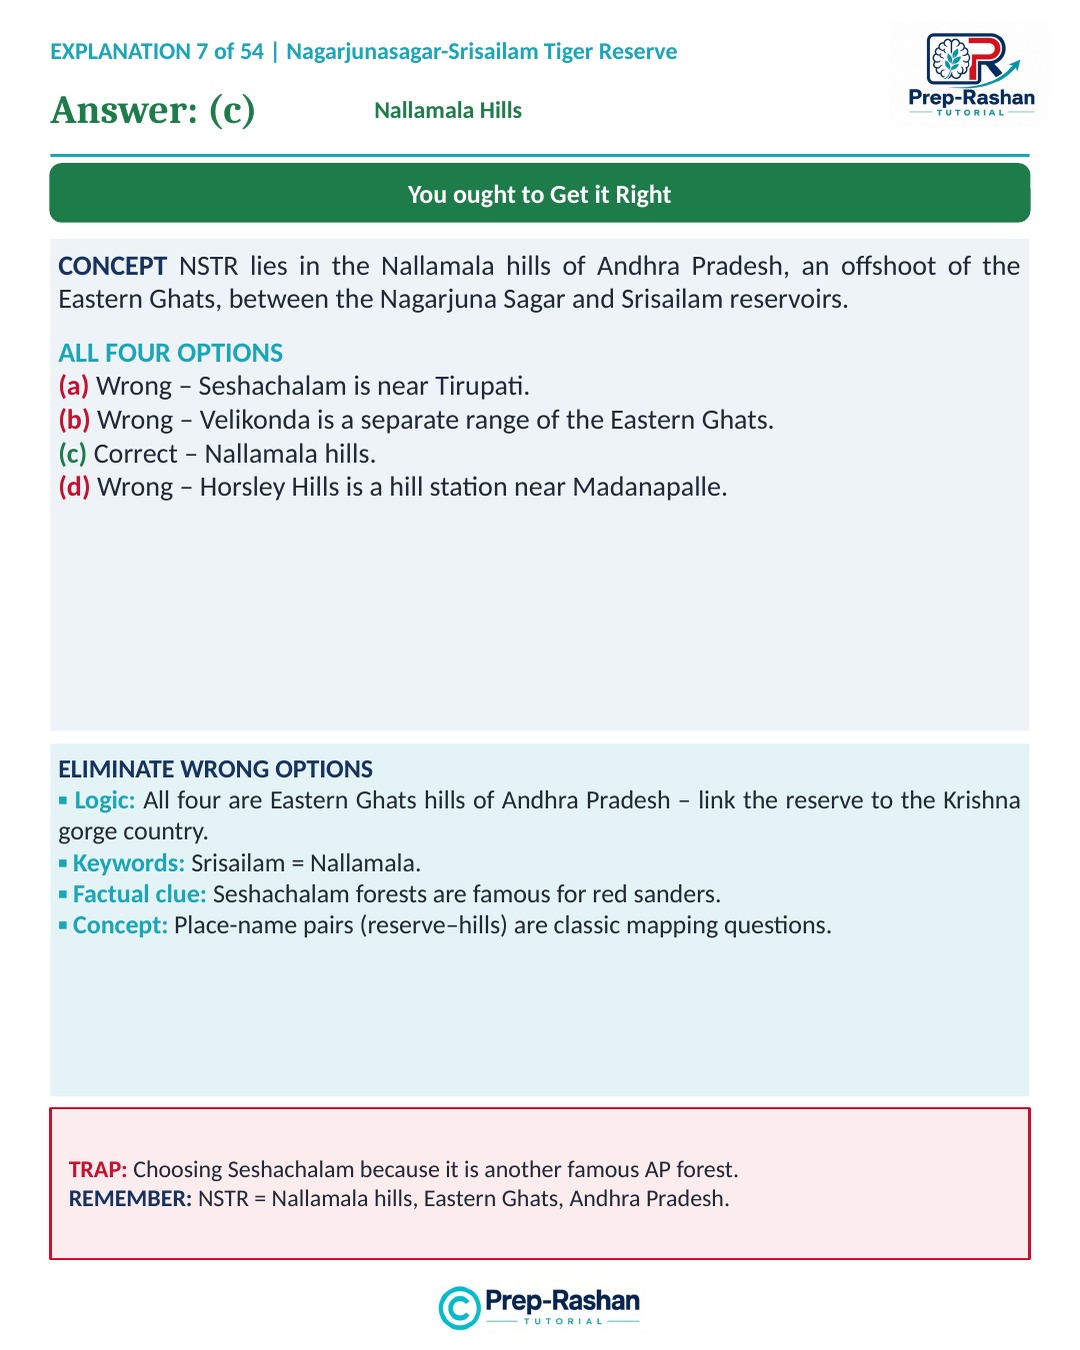 EXPLANATION 7 of 54 | Nagarjunasagar-Srisailam Tiger Reserve
Answer: (c) Nallamala Hills
Prep-Rashan
TUTORIAL
You ought to Get it Right
CONCEPT NSTR lies in the Nallamala hills of Andhra Pradesh, an offshoot of the
Eastern Ghats, between the Nagarjuna Sagar and Srisailam reservoirs.
ALL FOUR OPTIONS
(a) Wrong – Seshachalam is near Tirupati.
(b) Wrong – Velikonda is a separate range of the Eastern Ghats.
(c) Correct – Nallamala hills.
(d) Wrong – Horsley Hills is a hill station near Madanapalle.
ELIMINATE WRONG OPTIONS
▪ Logic: All four are Eastern Ghats hills of Andhra Pradesh – link the reserve to the Krishna
gorge country.
▪ Keywords: Srisailam = Nallamala.
▪ Factual clue: Seshachalam forests are famous for red sanders.
▪ Concept: Place-name pairs (reserve–hills) are classic mapping questions.
TRAP: Choosing Seshachalam because it is another famous AP forest.
REMEMBER: NSTR = Nallamala hills, Eastern Ghats, Andhra Pradesh.
© Prep-Rashan
TUTORIAL